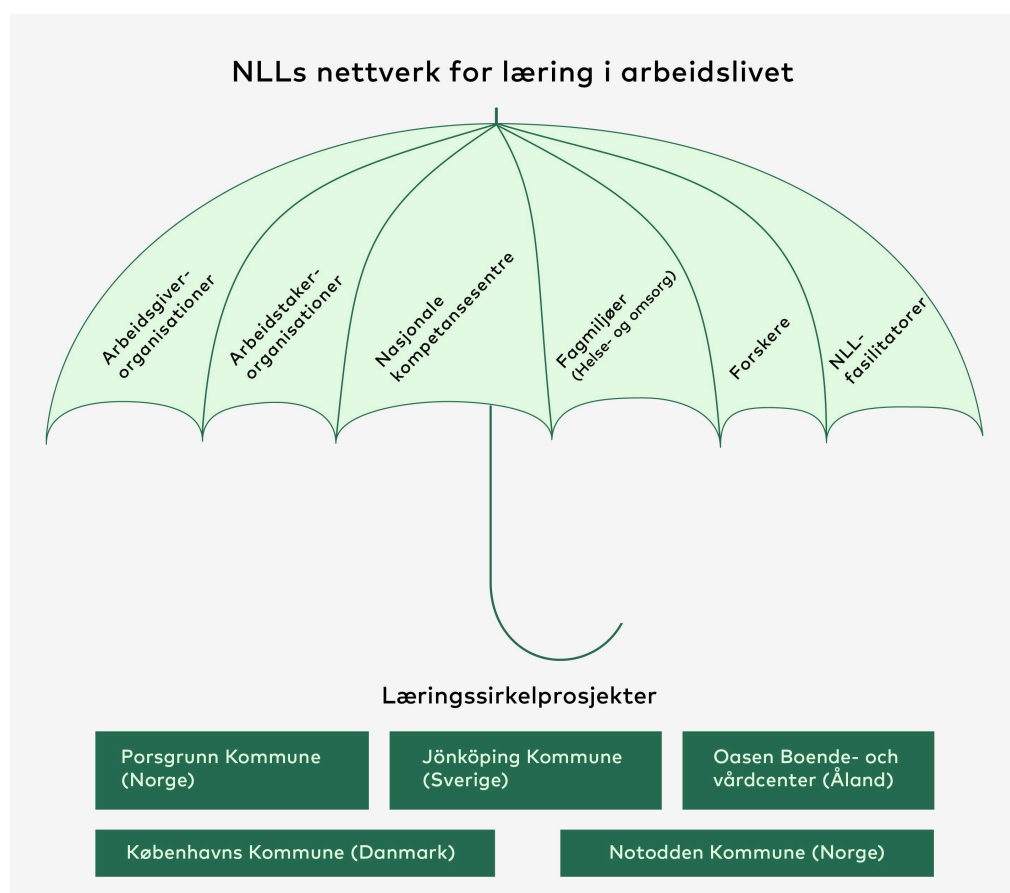 NLLs nettverk for læring i arbeidslivet
Arbeidsgiver-
organisationer
Arbeidstaker-
organisationer
Nasjonale
kompetansesentre
Fagmiljøer
(Helse- og omsorg)
Forskere
NLL-
fasilitatorer
Læringssirkelprosjekter
Porsgrunn Kommune
(Norge)
Jönköping Kommune
(Sverige)
Oasen Boende- och
vårdcenter (Åland)
Københavns Kommune (Danmark)
Notodden Kommune (Norge)